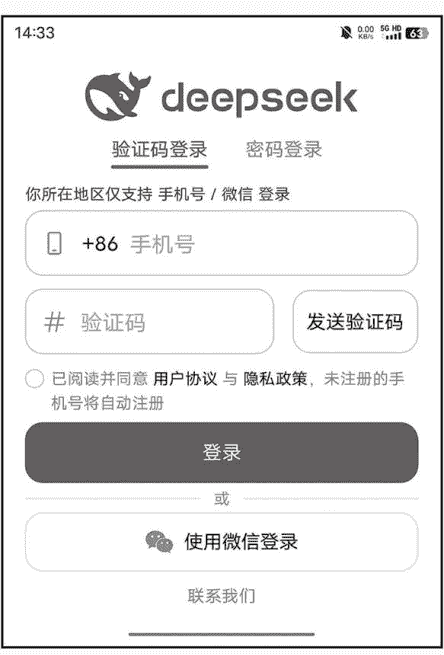 14:33 0.00 KB/s 5G HD 63
deepseek
验证码登录 密码登录
你所在地区仅支持 手机号 / 微信 登录
+86 手机号
# 验证码 发送验证码
已阅读并同意 用户协议 与 隐私政策，未注册的手
机号将自动注册
登录
或
使用微信登录
联系我们